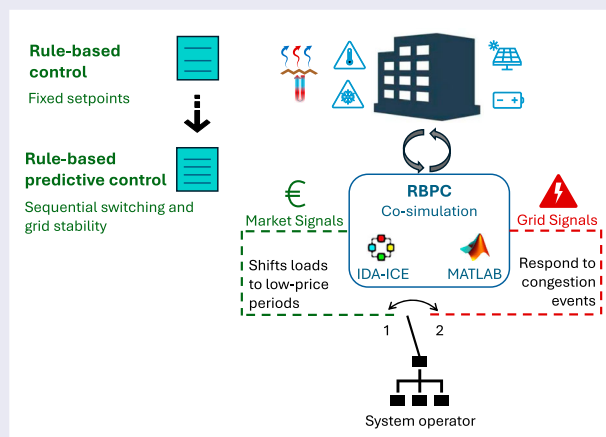 Rule-based
control
Fixed setpoints
Rule-based
predictive control
Sequential switching and
grid stability
€
Market Signals
Shifts loads
to low-price
periods
RBPC
Co-simulation
IDA-ICE
MATLAB
Grid Signals
Respond to
congestion
events
1
2
System operator